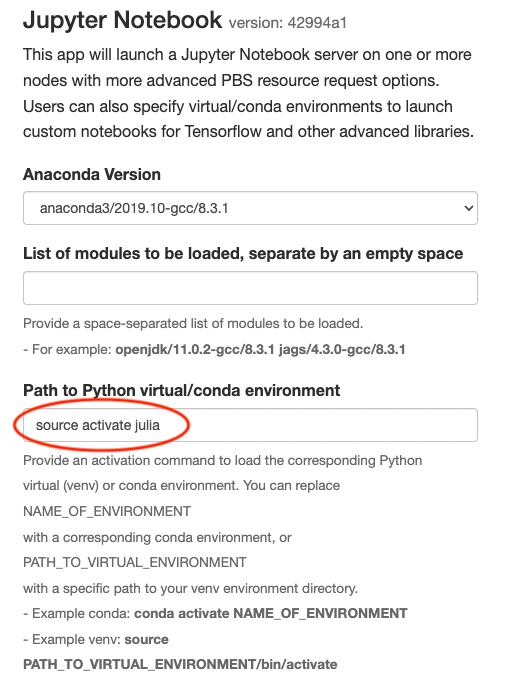 Jupyter Notebook version: 42994a1
This app will launch a Jupyter Notebook server on one or more
nodes with more advanced PBS resource request options.
Users can also specify virtual/conda environments to launch
custom notebooks for Tensorflow and other advanced libraries.
Anaconda Version
anaconda3/2019.10-gcc/8.3.1
List of modules to be loaded, separate by an empty space
Provide a space-separated list of modules to be loaded.
- For example: openjdk/11.0.2-gcc/8.3.1 jags/4.3.0-gcc/8.3.1
Path to Python virtual/conda environment
source activate julia
Provide an activation command to load the corresponding Python
virtual (venv) or conda environment. You can replace
NAME_OF_ENVIRONMENT
with a corresponding conda environment, or
PATH_TO_VIRTUAL_ENVIRONMENT
with a specific path to your venv environment directory.
- Example conda: conda activate NAME_OF_ENVIRONMENT
- Example venv: source
PATH_TO_VIRTUAL_ENVIRONMENT/bin/activate